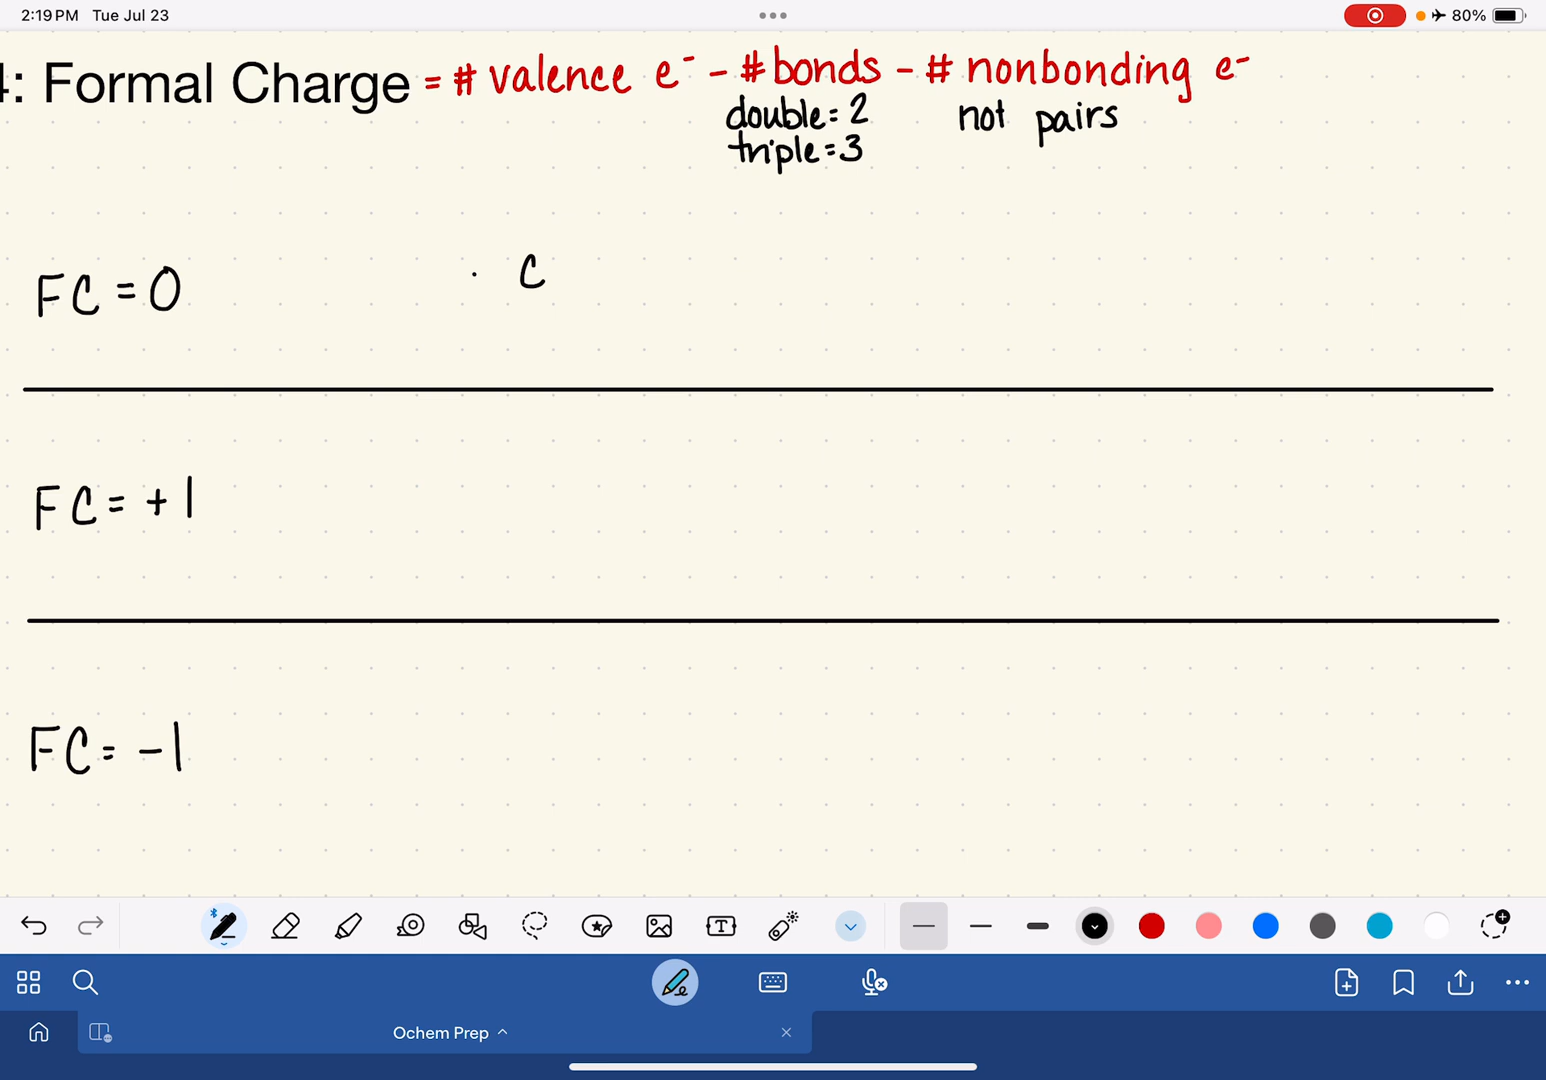 2:19 PM Tue Jul 23
80%
4: Formal Charge = # valence e⁻ - # bonds - # nonbonding e⁻
double = 2 not pairs
triple = 3
FC = 0 · C
FC = +1
FC = -1
Ochem Prep